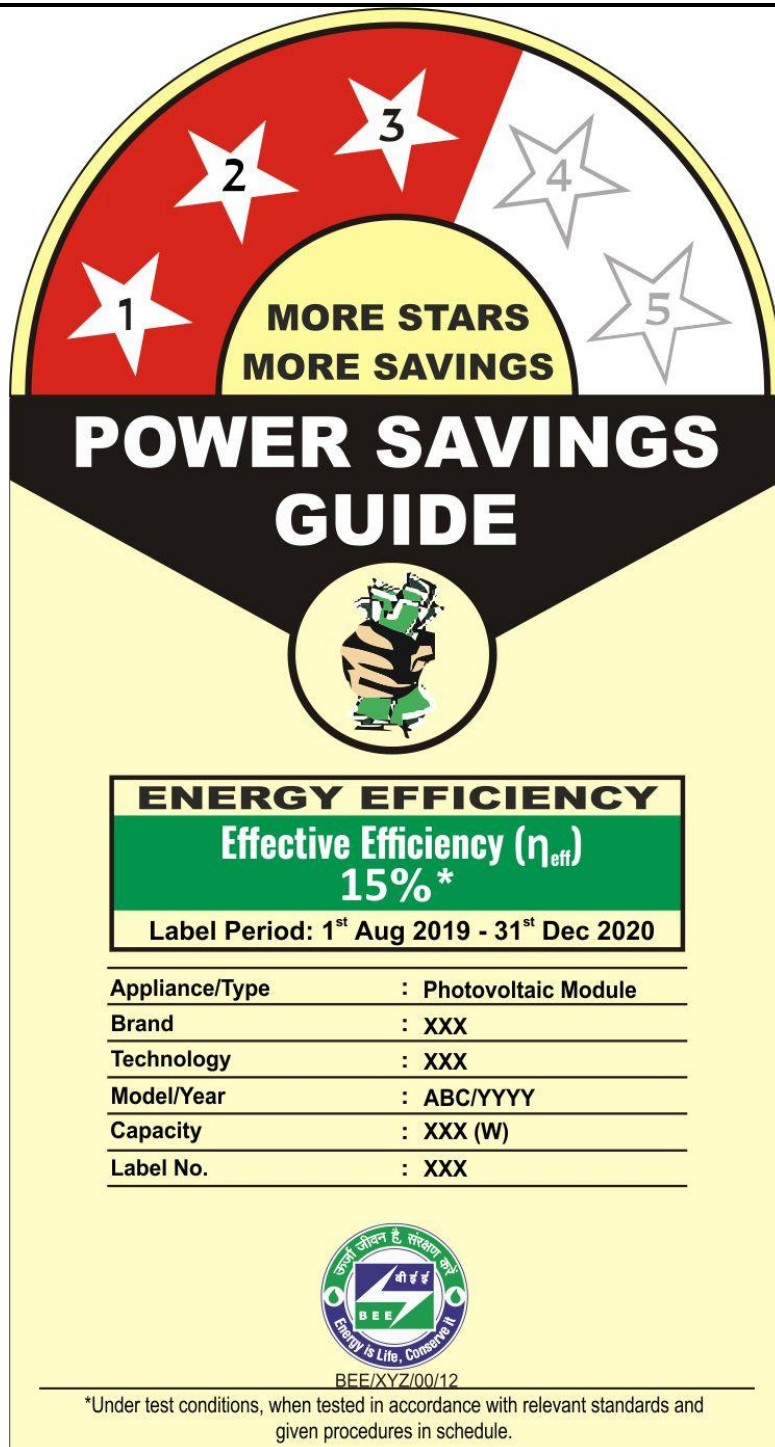 1
2
3
4
5
MORE STARS
MORE SAVINGS
POWER SAVINGS
GUIDE
ENERGY EFFICIENCY
Effective Efficiency (ηeff)
15%*
Label Period: 1st Aug 2019 - 31st Dec 2020
Appliance/Type : Photovoltaic Module
Brand : XXX
Technology : XXX
Model/Year : ABC/YYYY
Capacity : XXX (W)
Label No. : XXX
ऊर्जा जीवन है, संरक्षण करें
बीईई
BEE
Energy is Life, Conserve it
BEE/XYZ/00/12
*Under test conditions, when tested in accordance with relevant standards and
given procedures in schedule.